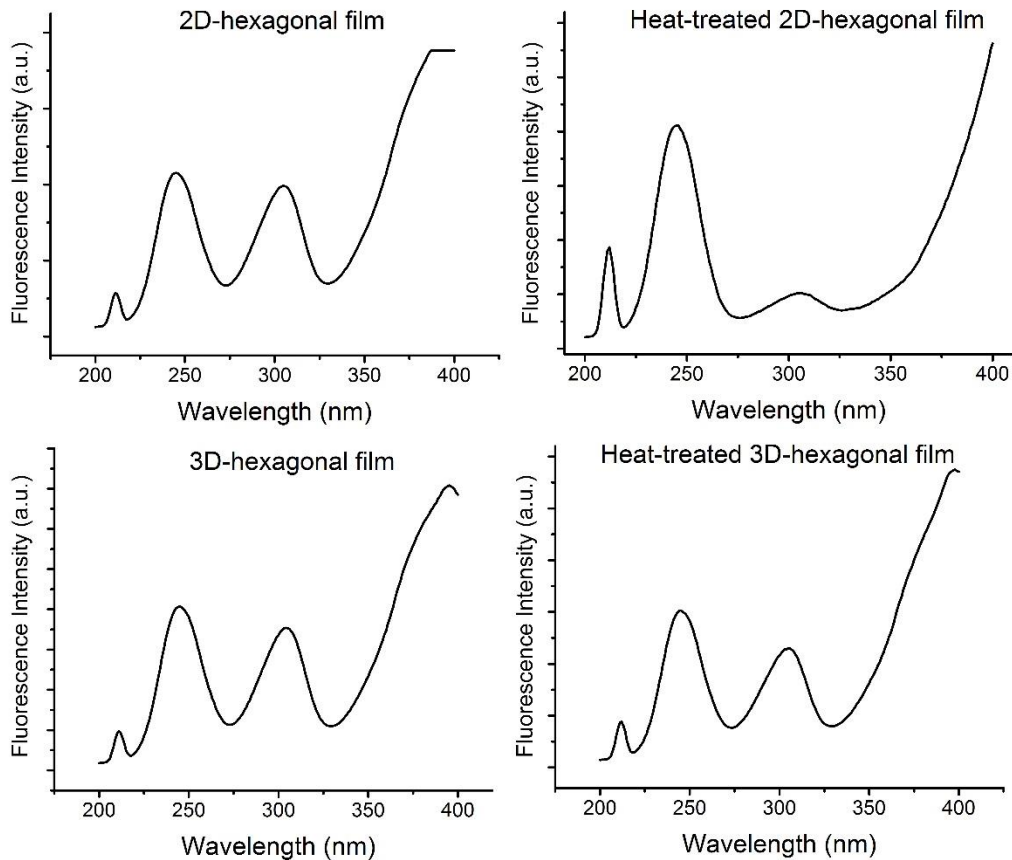 2D-hexagonal film
Fluorescence Intensity (a.u.)
200 250 300 350 400
Wavelength (nm)
Heat-treated 2D-hexagonal film
Fluorescence Intensity (a.u.)
200 250 300 350 400
Wavelength (nm)
3D-hexagonal film
Fluorescence Intensity (a.u.)
200 250 300 350 400
Wavelength (nm)
Heat-treated 3D-hexagonal film
Fluorescence Intensity (a.u.)
200 250 300 350 400
Wavelength (nm)